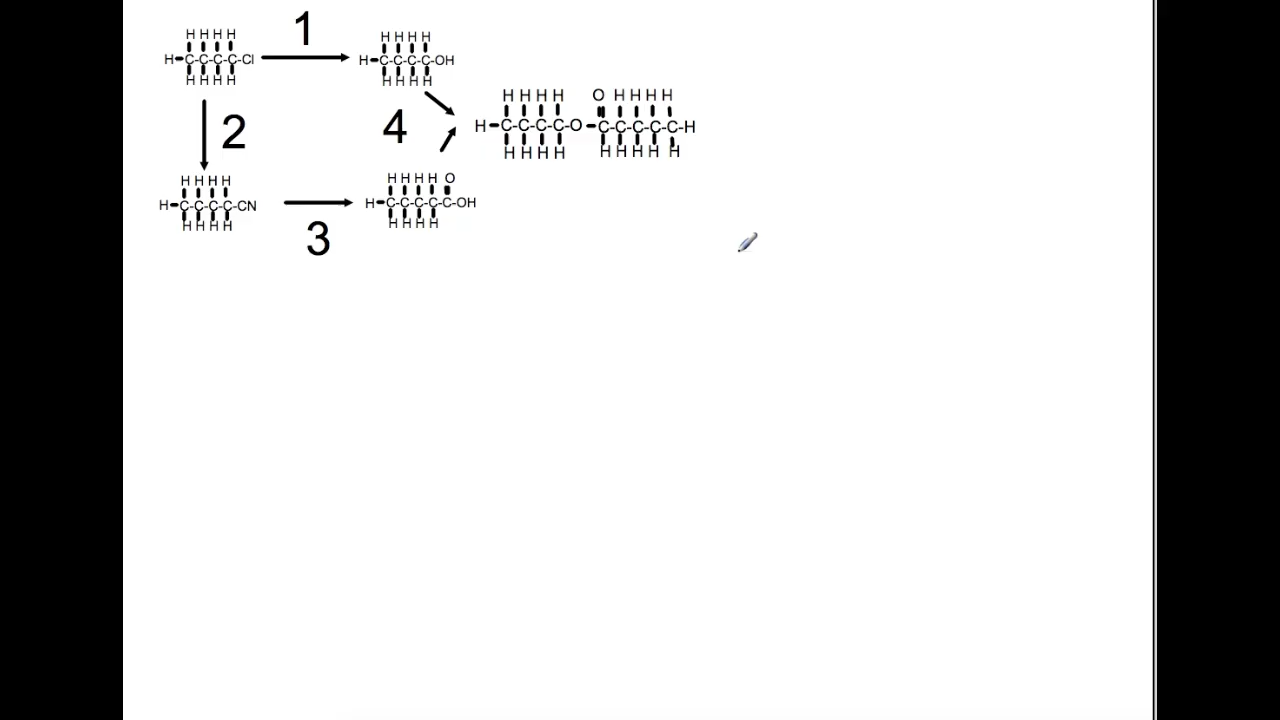 1
H H H H
H-C-C-C-C-Cl
H H H H
H H H H
H-C-C-C-C-OH
H H H H
2
4
H H H H
H-C-C-C-C-O-C-C-C-C-C-H
H H H H
O H H H H
H H H H H
H H H H
H-C-C-C-C-CN
H H H H
3
H H H H O
H-C-C-C-C-C-OH
H H H H